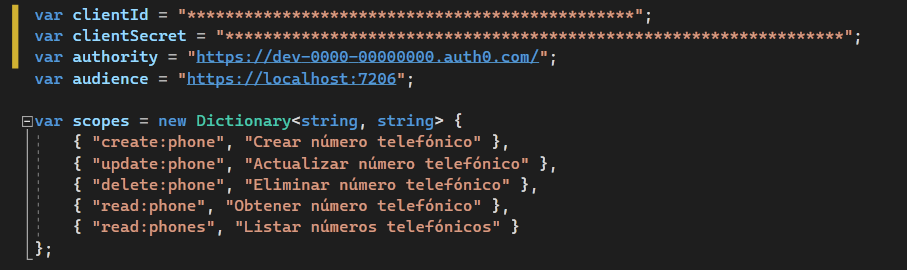 var clientId = "***********************************************";
var clientSecret = "*****************************************************************";
var authority = "https://dev-0000-00000000.auth0.com/";
var audience = "https://localhost:7206";
var scopes = new Dictionary<string, string> {
{ "create:phone", "Crear número telefónico" },
{ "update:phone", "Actualizar número telefónico" },
{ "delete:phone", "Eliminar número telefónico" },
{ "read:phone", "Obtener número telefónico" },
{ "read:phones", "Listar números telefónicos" }
};